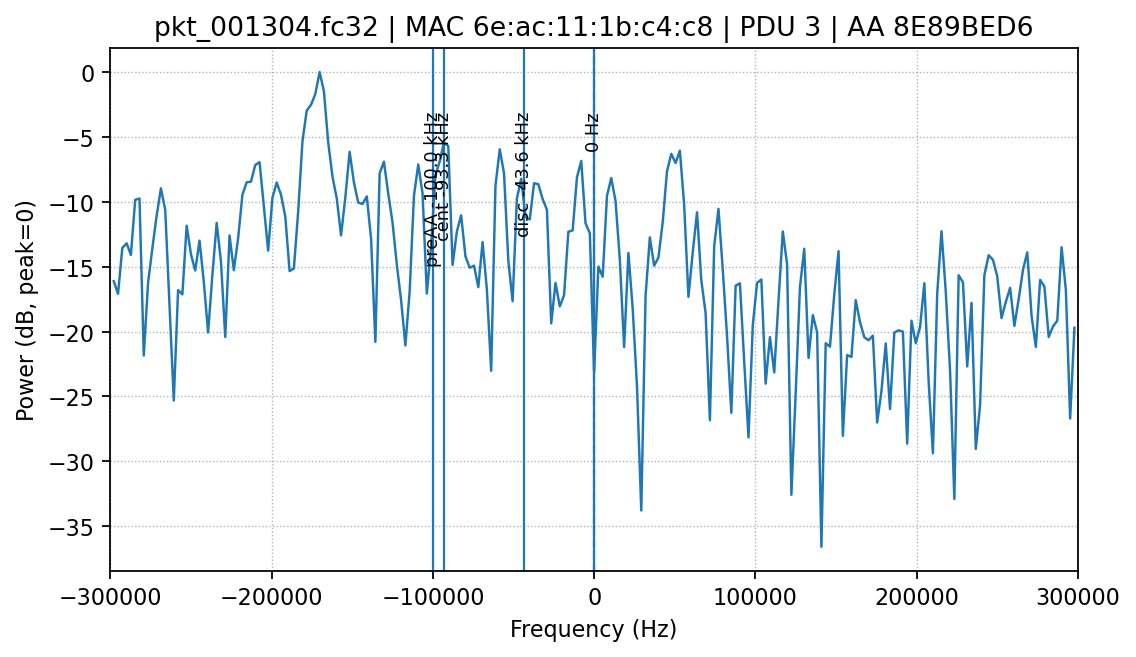 pkt_001304.fc32 | MAC 6e:ac:11:1b:c4:c8 | PDU 3 | AA 8E89BED6
Power (dB, peak=0)
0
−5
−10
−15
−20
−25
−30
−35
preAA -100.0 kHz
cent -93.3 kHz
disc -43.6 kHz
0 Hz
−300000
−200000
−100000
0
100000
200000
300000
Frequency (Hz)